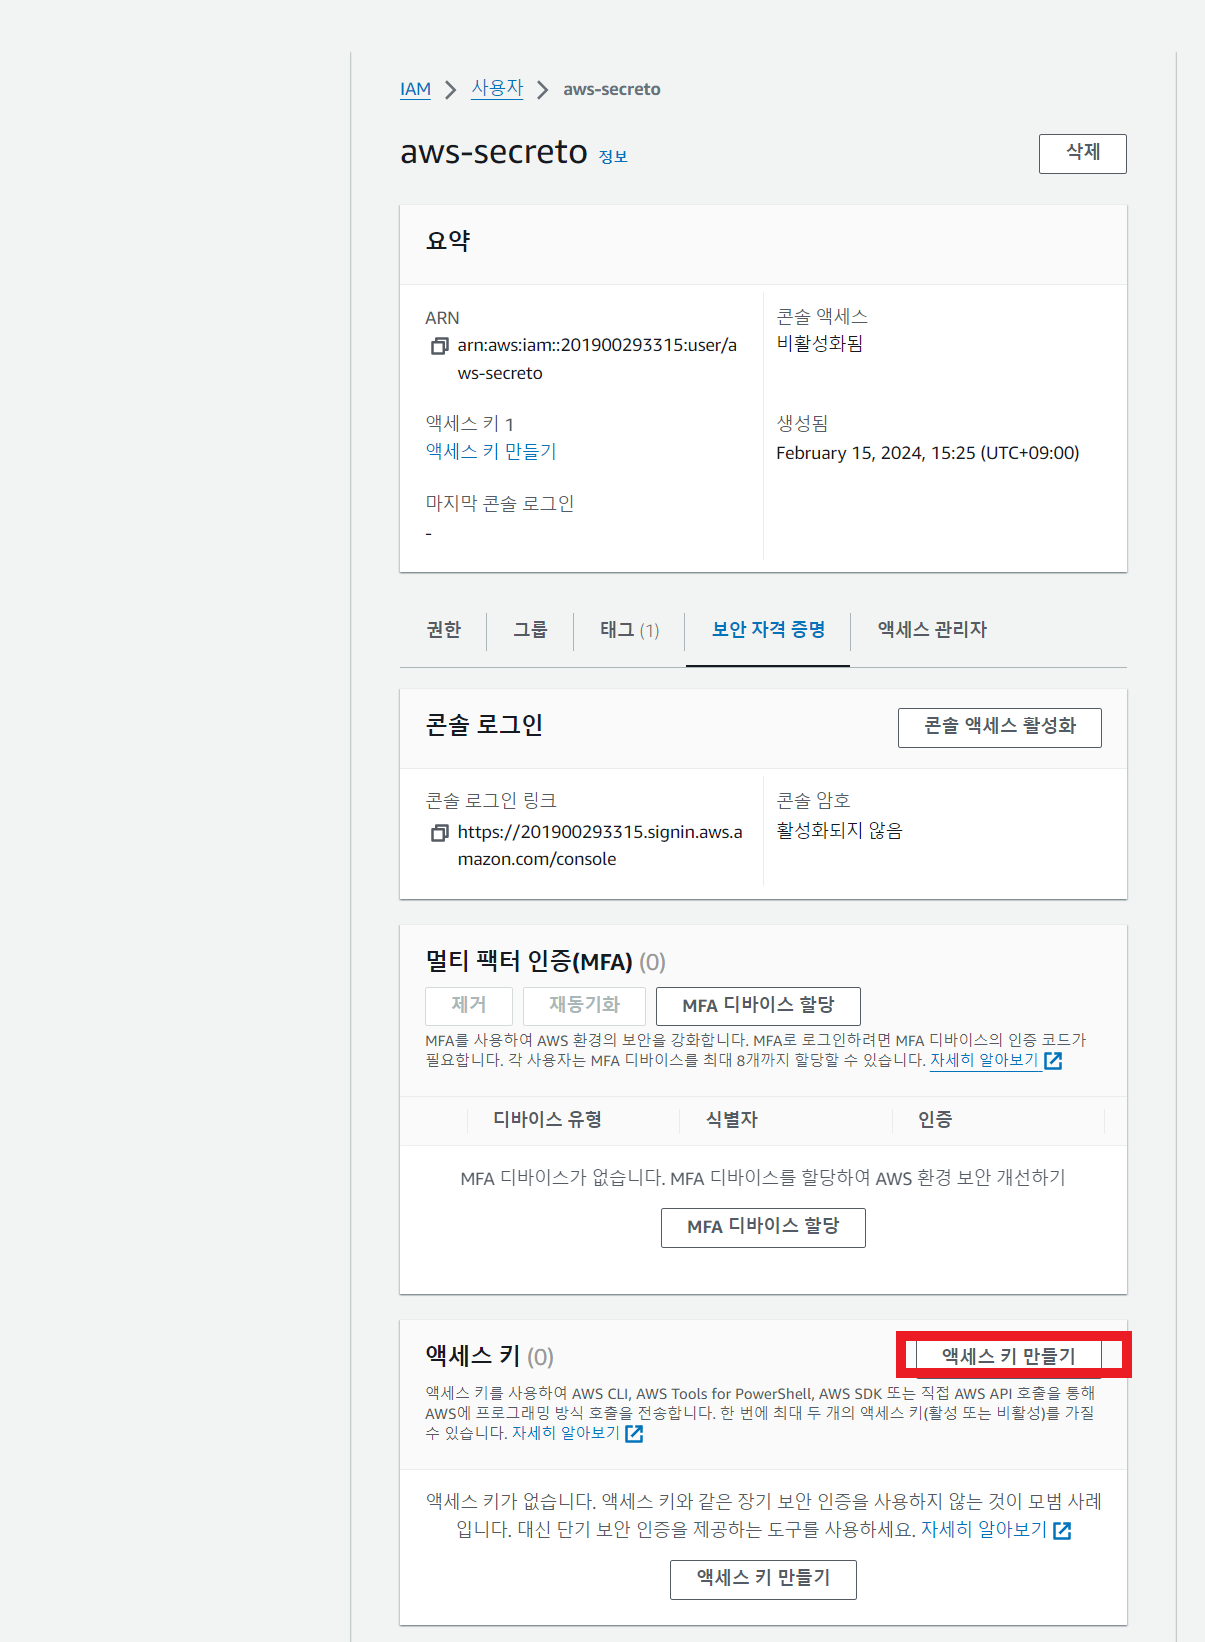 IAM > 사용자 > aws-secreto
aws-secreto 정보
삭제
요약
ARN
arn:aws:iam::201900293315:user/a
ws-secreto
콘솔 액세스
비활성화됨
액세스 키 1
액세스 키 만들기
생성됨
February 15, 2024, 15:25 (UTC+09:00)
마지막 콘솔 로그인
-
권한 그룹 태그 (1) 보안 자격 증명 액세스 관리자
콘솔 로그인
콘솔 액세스 활성화
콘솔 로그인 링크
https://201900293315.signin.aws.a
mazon.com/console
콘솔 암호
활성화되지 않음
멀티 팩터 인증(MFA) (0)
제거 재동기화 MFA 디바이스 할당
MFA를 사용하여 AWS 환경의 보안을 강화합니다. MFA로 로그인하려면 MFA 디바이스의 인증 코드가
필요합니다. 각 사용자는 MFA 디바이스를 최대 8개까지 할당할 수 있습니다. 자세히 알아보기
디바이스 유형 식별자 인증
MFA 디바이스가 없습니다. MFA 디바이스를 할당하여 AWS 환경 보안 개선하기
MFA 디바이스 할당
액세스 키 (0)
액세스 키 만들기
액세스 키를 사용하여 AWS CLI, AWS Tools for PowerShell, AWS SDK 또는 직접 AWS API 호출을 통해
AWS에 프로그래밍 방식 호출을 전송합니다. 한 번에 최대 두 개의 액세스 키(활성 또는 비활성)를 가질
수 있습니다. 자세히 알아보기
액세스 키가 없습니다. 액세스 키와 같은 장기 보안 인증을 사용하지 않는 것이 모범 사례
입니다. 대신 단기 보안 인증을 제공하는 도구를 사용하세요. 자세히 알아보기
액세스 키 만들기